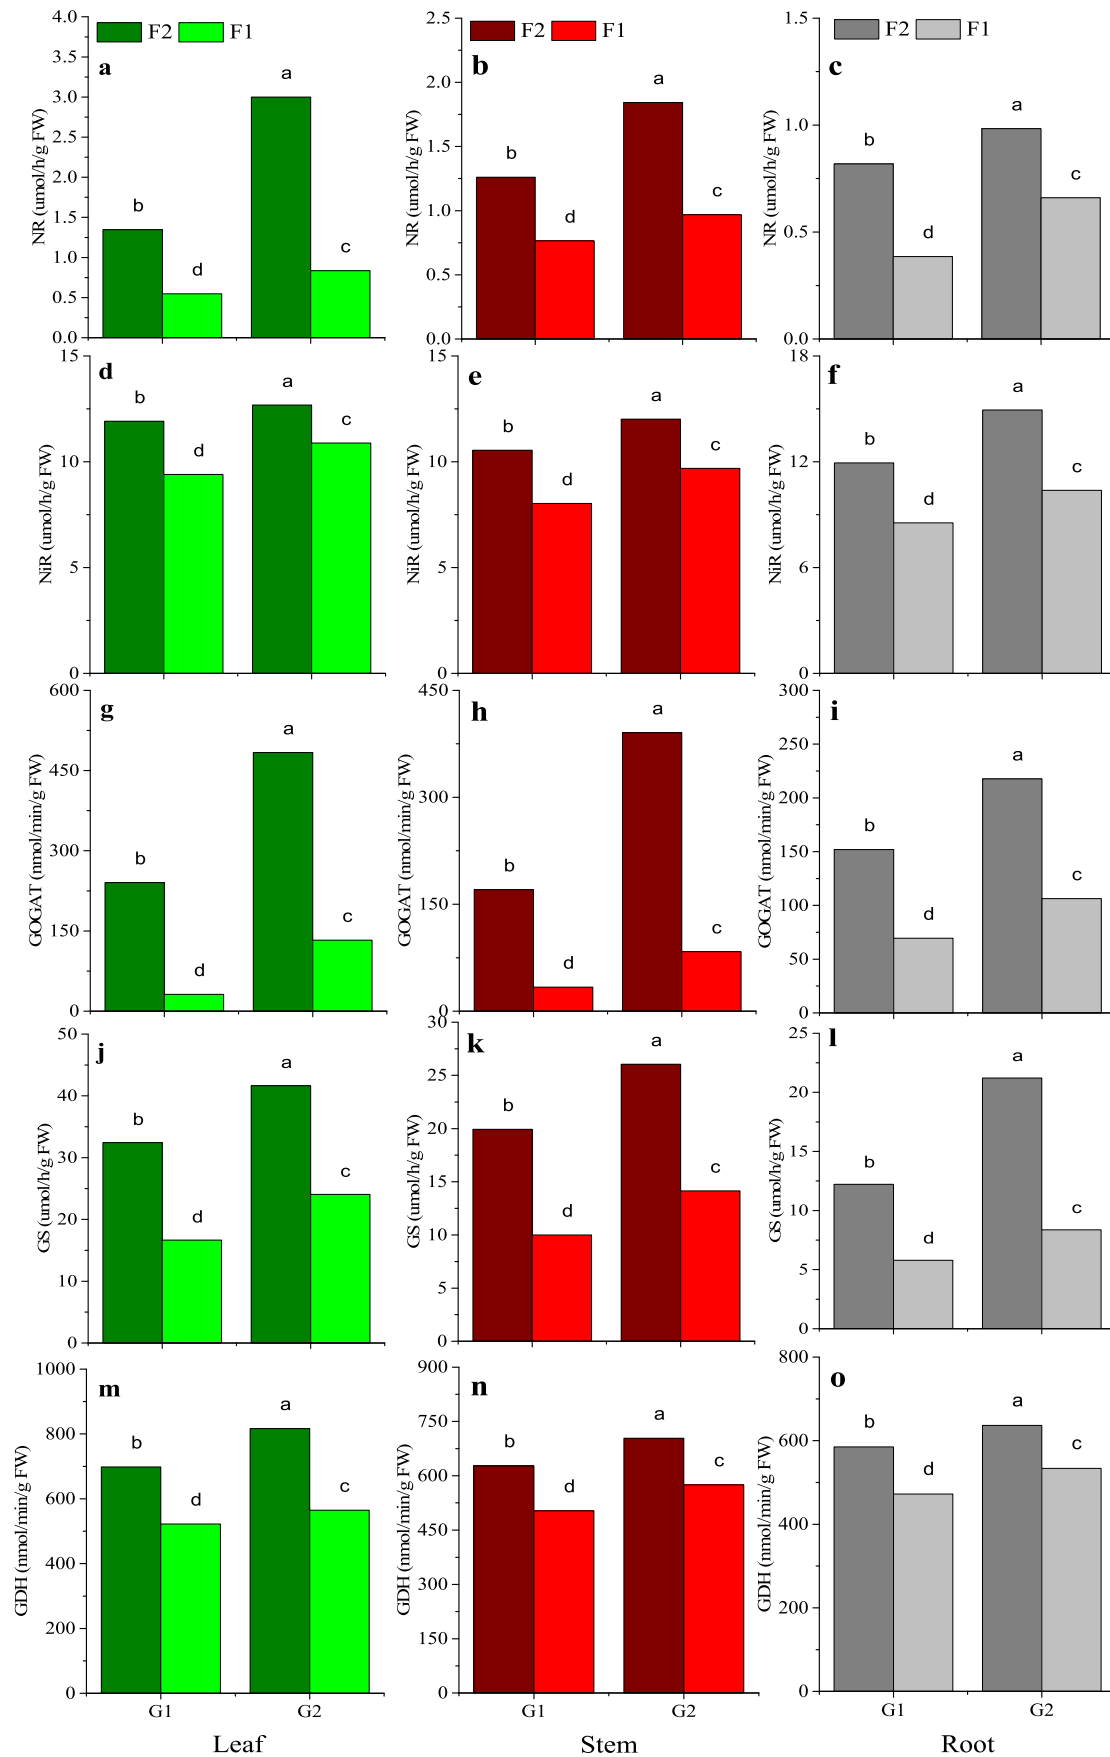 F2 F1
a
NR (umol/h/g FW)
4.0
3.5
3.0
2.5
2.0
1.5
1.0
0.5
0.0
b
d
a
c
F2 F1
b
NR (umol/h/g FW)
2.5
2.0
1.5
1.0
0.5
0.0
b
d
a
c
F2 F1
c
NR (umol/h/g FW)
1.5
1.0
0.5
0.0
b
d
a
c
d
NiR (umol/h/g FW)
15
10
5
0
b
d
a
c
e
NiR (umol/h/g FW)
15
10
5
0
b
d
a
c
f
NiR (umol/h/g FW)
18
12
6
0
b
d
a
c
g
GOGAT (nmol/min/g FW)
600
450
300
150
0
b
d
a
c
h
GOGAT (nmol/min/g FW)
450
300
150
0
b
d
a
c
i
GOGAT (nmol/min/g FW)
300
250
200
150
100
50
0
b
d
a
c
j
GS (umol/h/g FW)
50
40
30
20
10
0
b
d
a
c
k
GS (umol/h/g FW)
30
25
20
15
10
5
0
b
d
a
c
l
GS (umol/h/g FW)
25
20
15
10
5
0
b
d
a
c
m
GDH (nmol/min/g FW)
1000
800
600
400
200
0
b
d
a
c
G1 G2
Leaf
n
GDH (nmol/min/g FW)
900
750
600
450
300
150
0
b
d
a
c
G1 G2
Stem
o
GDH (nmol/min/g FW)
800
600
400
200
0
b
d
a
c
G1 G2
Root